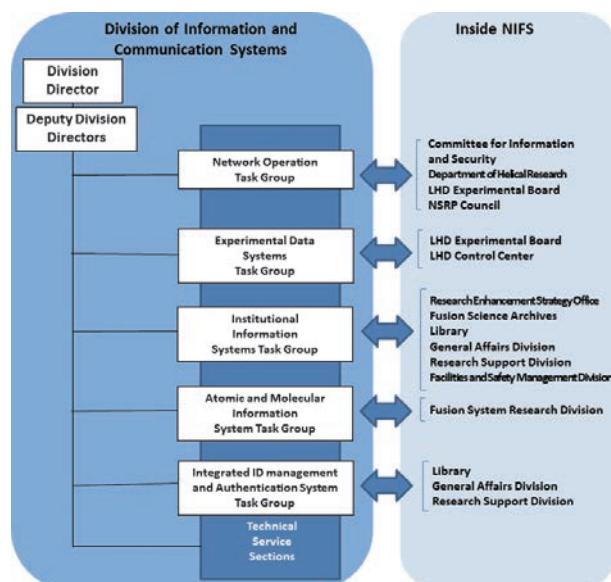 Division of Information and
Communication Systems
Division
Director
Deputy Division
Directors
Network Operation
Task Group
Experimental Data
Systems
Task Group
Institutional
Information
Systems Task Group
Atomic and Molecular
Information
System Task Group
Integrated ID management
and Authentication System
Task Group
Technical
Service
Sections
Inside NIFS
Committee for Information
and Security
Department of Helical Research
LHD Experimental Board
NSRP Council
LHD Experimental Board
LHD Control Center
Research Enhancement Strategy Office
Fusion Science Archives
Library
General Affairs Division
Research Support Division
Facilities and Safety Management Division
Fusion System Research Division
Library
General Affairs Division
Research Support Division